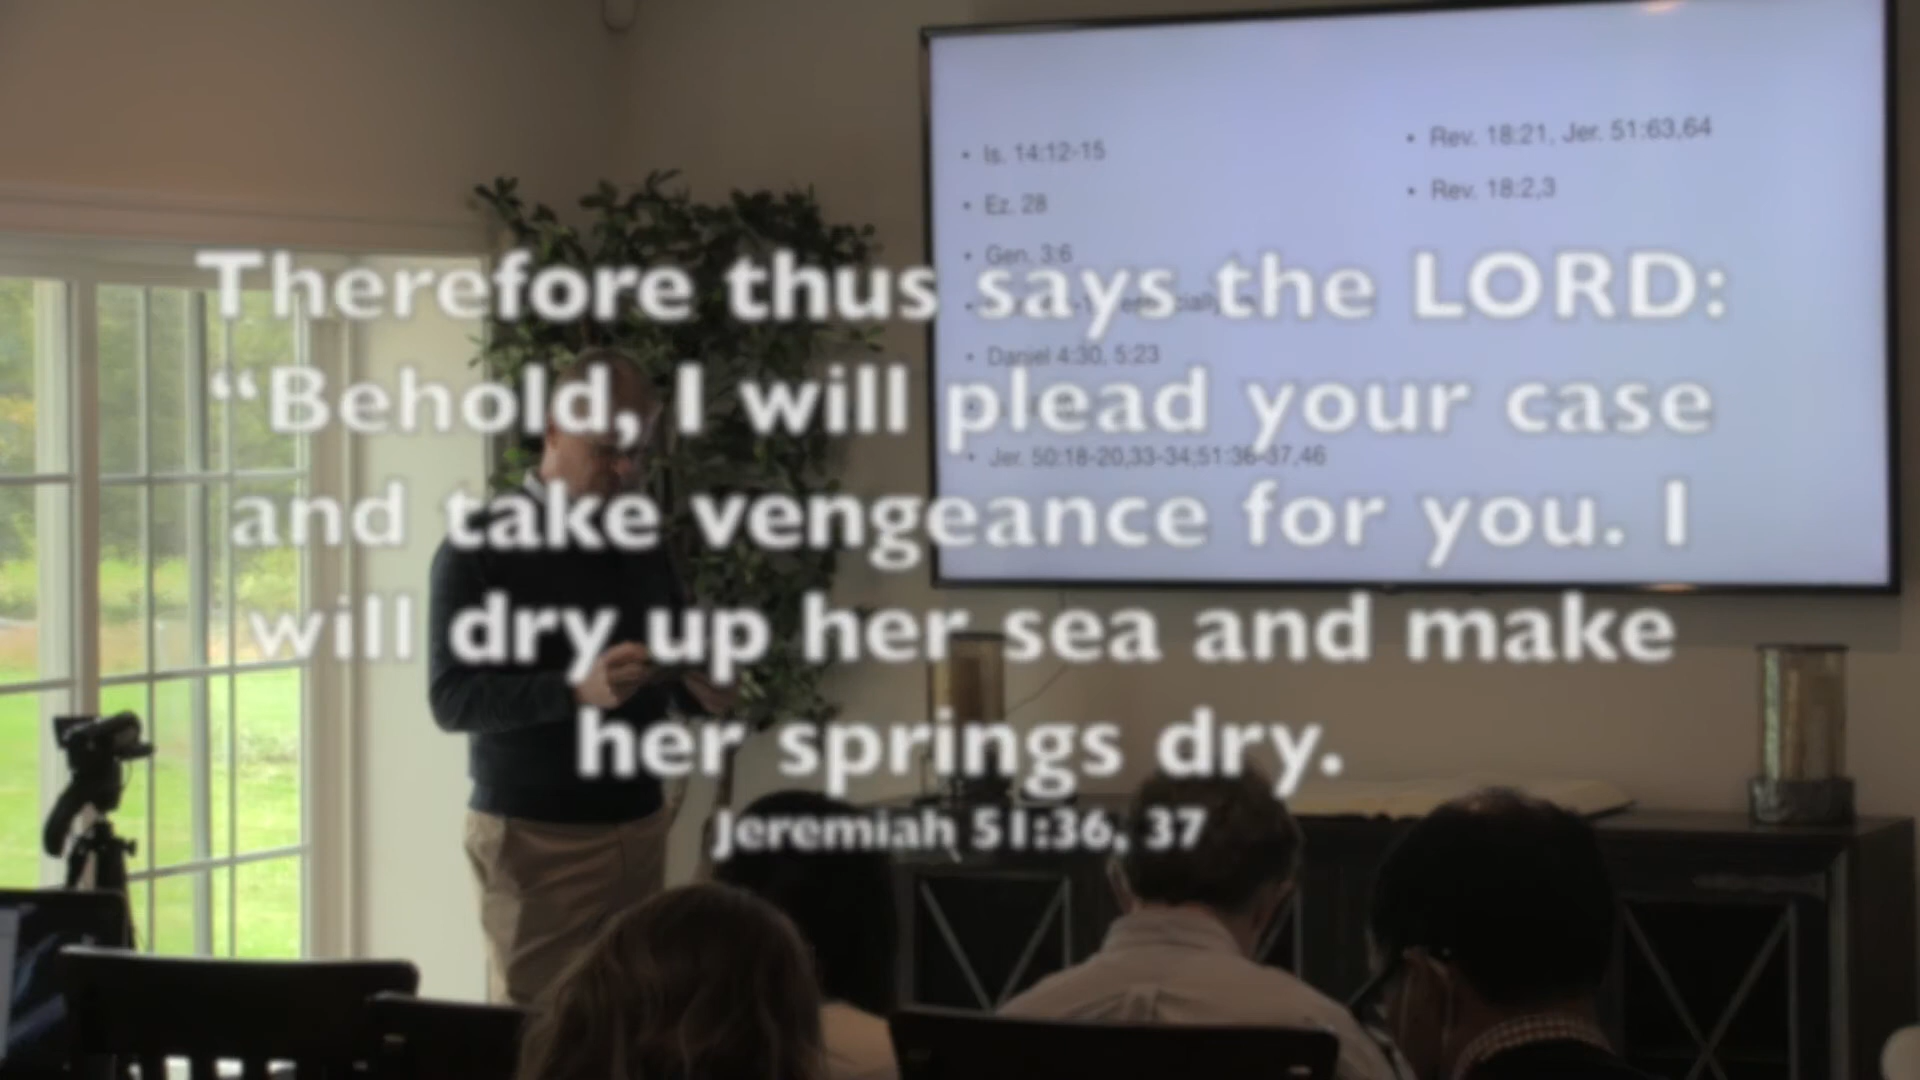 Therefore thus says the LORD:
“Behold, I will plead your case
and take vengeance for you. I
will dry up her sea and make
her springs dry.
Jeremiah 51:36, 37
• Is. 14:12-15
• Ez. 28
• Gen. 3:6
• Daniel 4:30, 5:23
• Jer. 50:18-20,33-34;51:36-37,46
• Rev. 18:21, Jer. 51:63,64
• Rev. 18:2,3